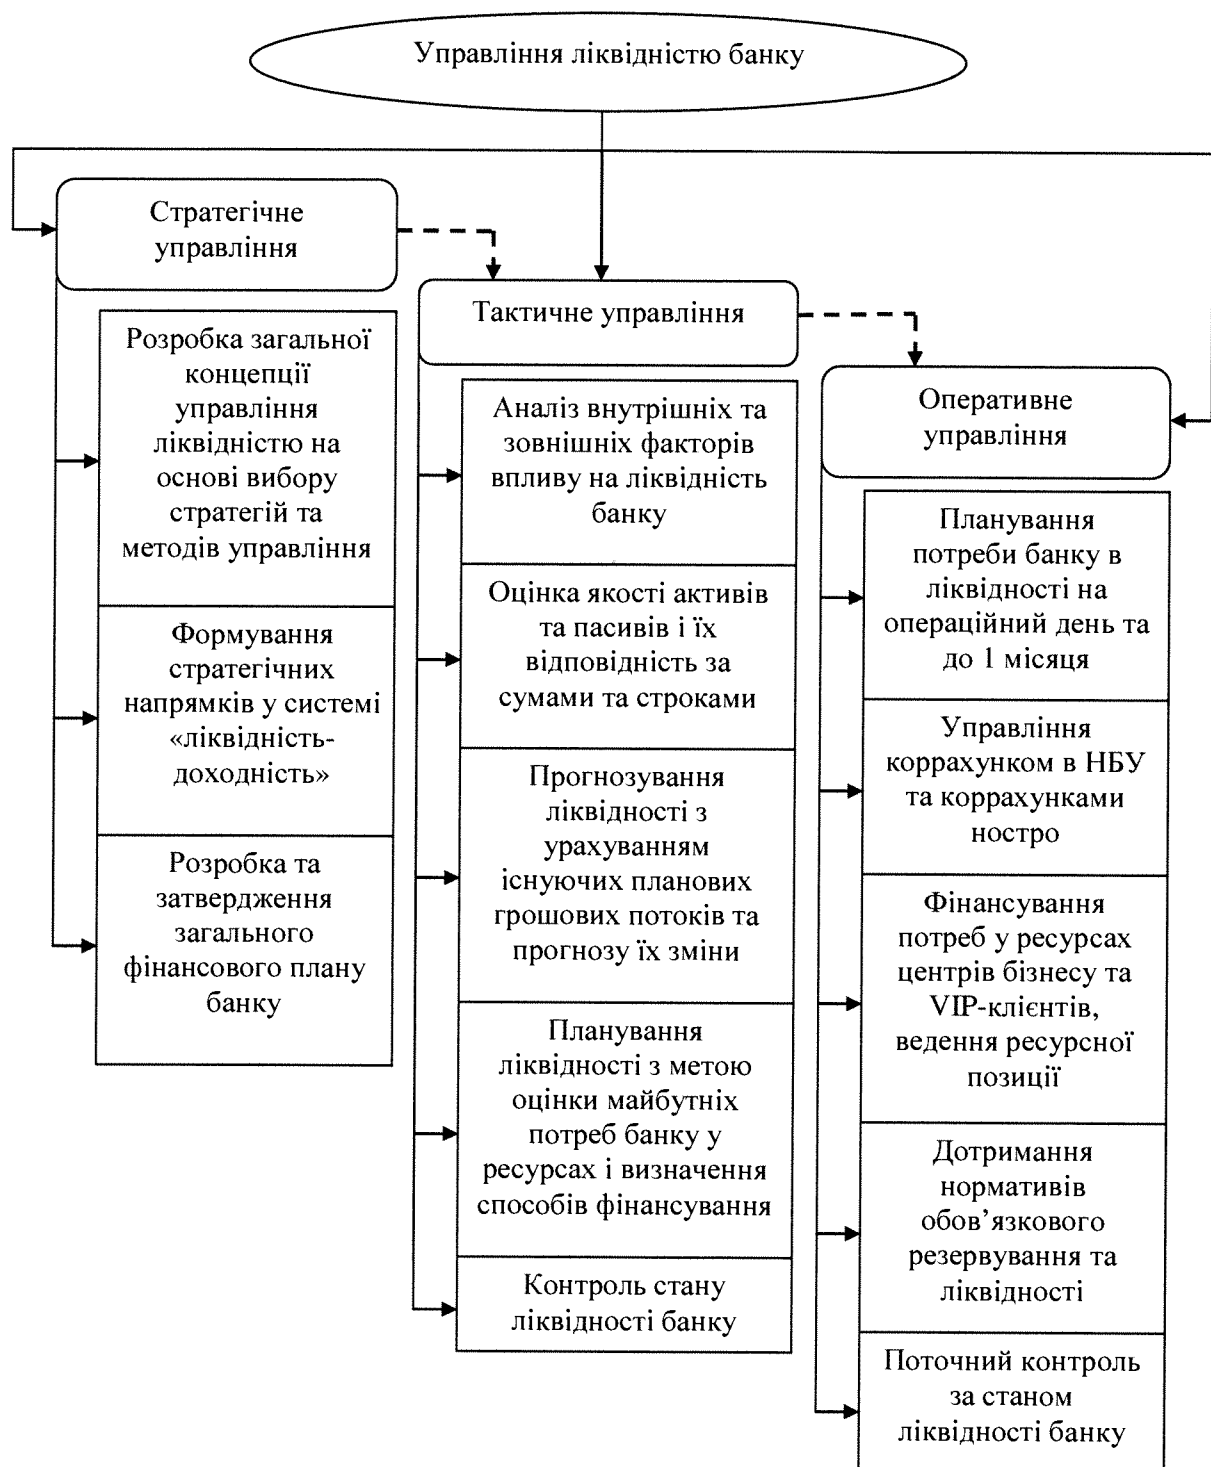 Управління ліквідністю банку
Стратегічне
управління
Розробка загальної
концепції
управління
ліквідністю на
основі вибору
стратегій та
методів управління
Формування
стратегічних
напрямків у системі
«ліквідність-
доходність»
Розробка та
затвердження
загального
фінансового плану
банку
Тактичне управління
Аналіз внутрішніх та
зовнішніх факторів
впливу на ліквідність
банку
Оцінка якості активів
та пасивів і їх
відповідність за
сумами та строками
Прогнозування
ліквідності з
урахуванням
існуючих планових
грошових потоків та
прогнозу їх зміни
Планування
ліквідності з метою
оцінки майбутніх
потреб банку у
ресурсах і визначення
способів фінансування
Контроль стану
ліквідності банку
Оперативне
управління
Планування
потреби банку в
ліквідності на
операційний день та
до 1 місяця
Управління
коррахунком в НБУ
та коррахунками
ностро
Фінансування
потреб у ресурсах
центрів бізнесу та
VIP-клієнтів,
ведення ресурсної
позиції
Дотримання
нормативів
обов’язкового
резервування та
ліквідності
Поточний контроль
за станом
ліквідності банку